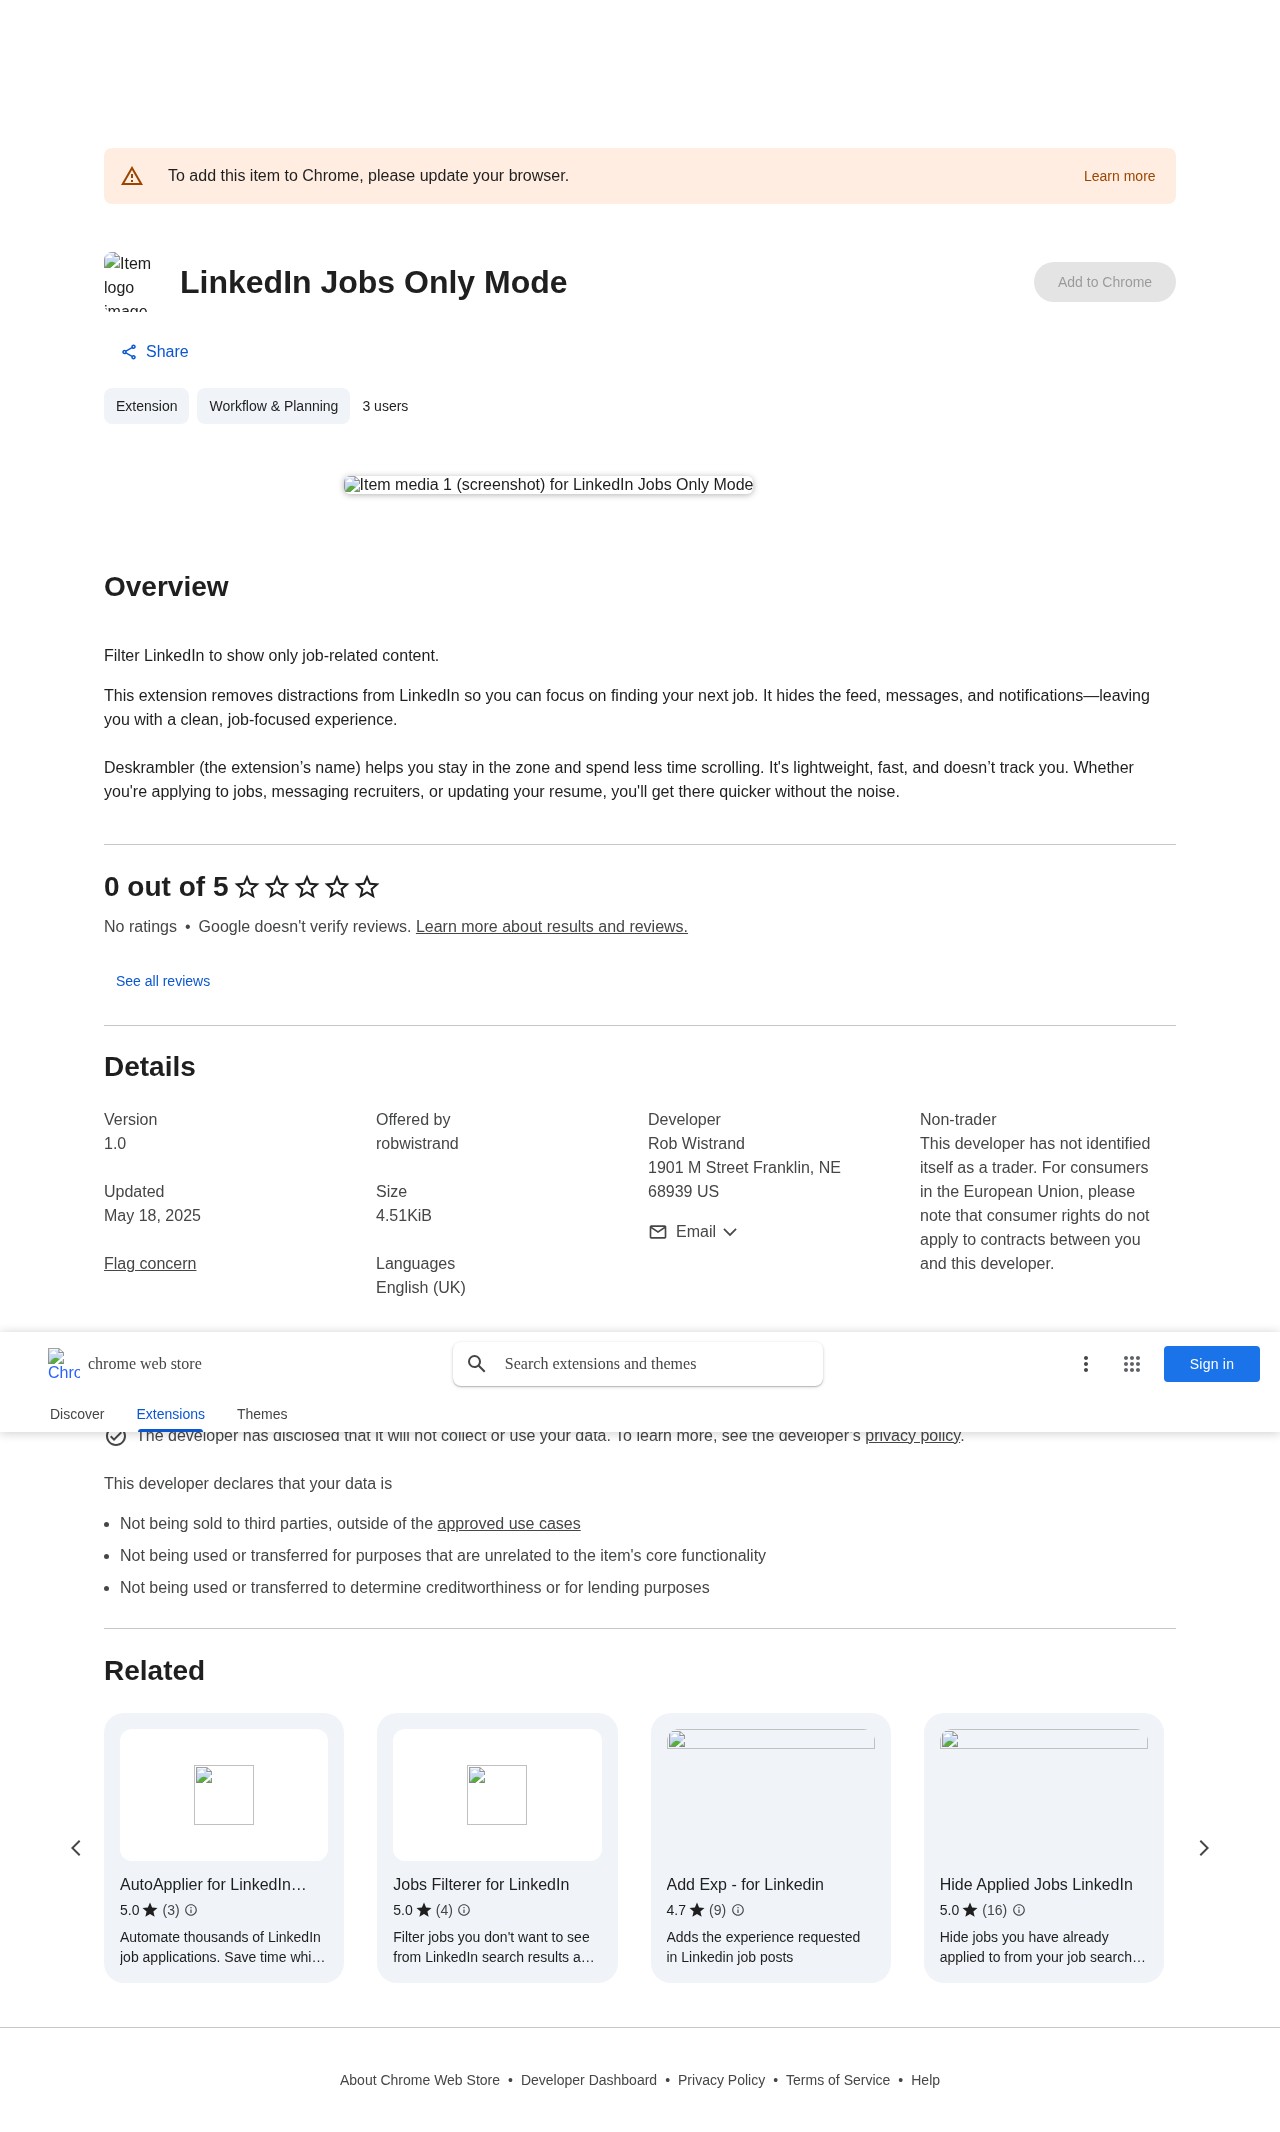 To add this item to Chrome, please update your browser.
Learn more
Item
logo
image
LinkedIn Jobs Only Mode
Add to Chrome
Share
Extension
Workflow & Planning
3 users
Item media 1 (screenshot) for LinkedIn Jobs Only Mode
Overview
Filter LinkedIn to show only job-related content.
This extension removes distractions from LinkedIn so you can focus on finding your next job. It hides the feed, messages, and notifications—leaving
you with a clean, job-focused experience.
Deskrambler (the extension’s name) helps you stay in the zone and spend less time scrolling. It's lightweight, fast, and doesn’t track you. Whether
you're applying to jobs, messaging recruiters, or updating your resume, you'll get there quicker without the noise.
0 out of 5
No ratings • Google doesn't verify reviews. Learn more about results and reviews.
See all reviews
Details
Version
1.0
Updated
May 18, 2025
Flag concern
Offered by
robwistrand
Size
4.51KiB
Languages
English (UK)
Developer
Rob Wistrand
1901 M Street Franklin, NE
68939 US
Email
Non-trader
This developer has not identified
itself as a trader. For consumers
in the European Union, please
note that consumer rights do not
apply to contracts between you
and this developer.
Chro
chrome web store
Search extensions and themes
Sign in
Discover
Extensions
Themes
The developer has disclosed that it will not collect or use your data. To learn more, see the developer's privacy policy.
This developer declares that your data is
• Not being sold to third parties, outside of the approved use cases
• Not being used or transferred for purposes that are unrelated to the item's core functionality
• Not being used or transferred to determine creditworthiness or for lending purposes
Related
AutoApplier for LinkedIn…
5.0 (3)
Automate thousands of LinkedIn
job applications. Save time whi…
Jobs Filterer for LinkedIn
5.0 (4)
Filter jobs you don't want to see
from LinkedIn search results a…
Add Exp - for Linkedin
4.7 (9)
Adds the experience requested
in Linkedin job posts
Hide Applied Jobs LinkedIn
5.0 (16)
Hide jobs you have already
applied to from your job search…
About Chrome Web Store • Developer Dashboard • Privacy Policy • Terms of Service • Help